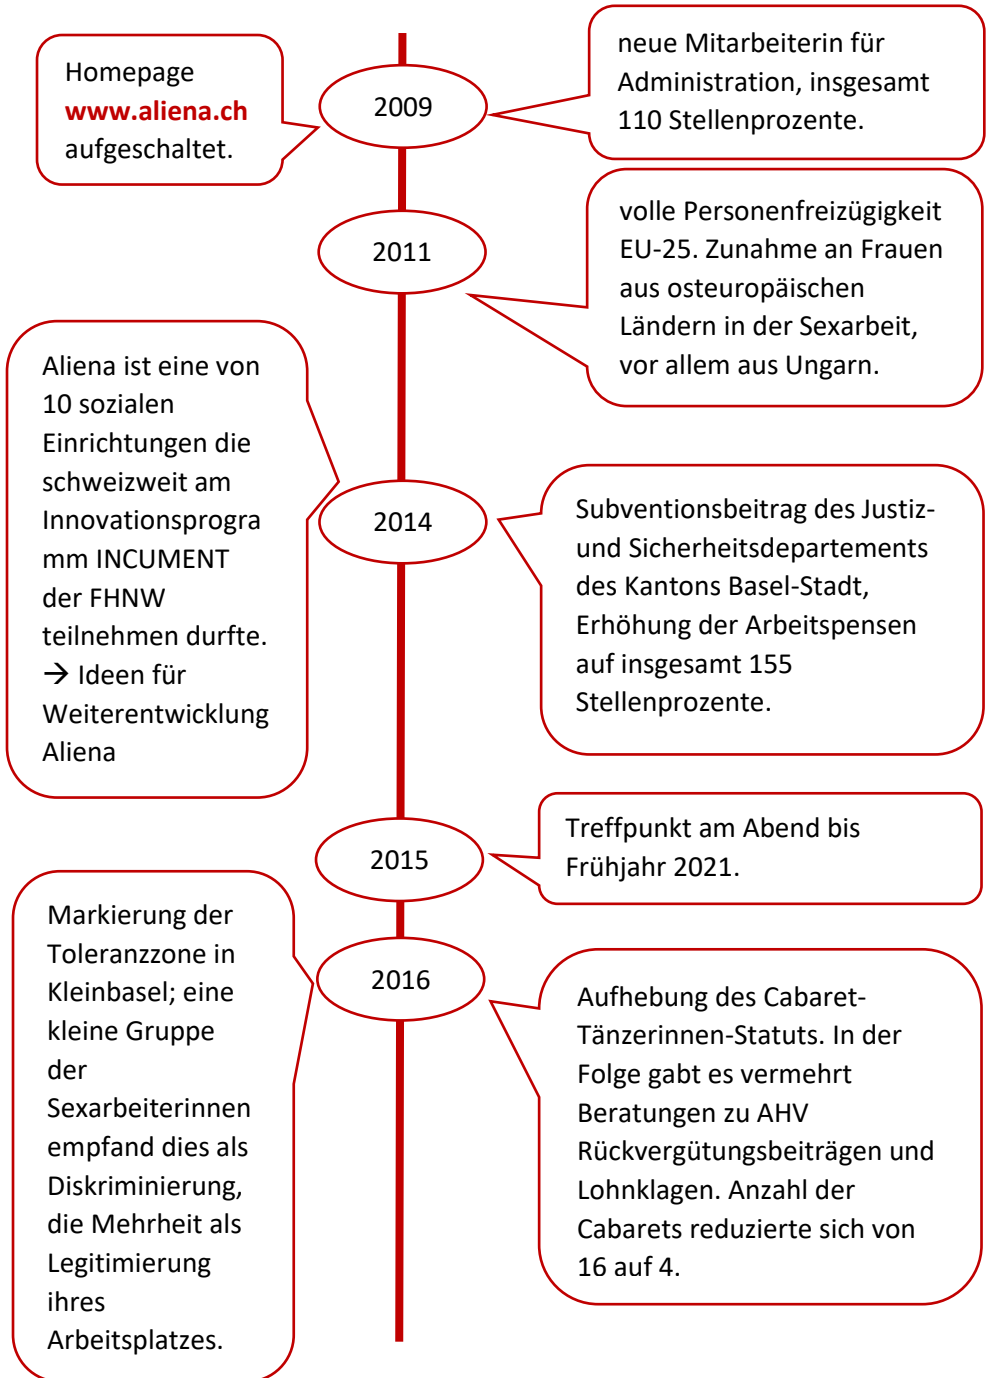 Homepage
www.aliena.ch
aufgeschaltet.
2009
neue Mitarbeiterin für
Administration, insgesamt
110 Stellenprozente.
2011
volle Personenfreizügigkeit
EU-25. Zunahme an Frauen
aus osteuropäischen
Ländern in der Sexarbeit,
vor allem aus Ungarn.
Aliena ist eine von
10 sozialen
Einrichtungen die
schweizweit am
Innovationsprogra
mm INCUMENT
der FHNW
teilnehmen durfte.
→ Ideen für
Weiterentwicklung
Aliena
2014
Subventionsbeitrag des Justiz-
und Sicherheitsdepartements
des Kantons Basel-Stadt,
Erhöhung der Arbeitspensen
auf insgesamt 155
Stellenprozente.
2015
Treffpunkt am Abend bis
Frühjahr 2021.
Markierung der
Toleranzzone in
Kleinbasel; eine
kleine Gruppe
der
Sexarbeiterinnen
empfand dies als
Diskriminierung,
die Mehrheit als
Legitimierung
ihres
Arbeitsplatzes.
2016
Aufhebung des Cabaret-
Tänzerinnen-Statuts. In der
Folge gabt es vermehrt
Beratungen zu AHV
Rückvergütungsbeiträgen und
Lohnklagen. Anzahl der
Cabarets reduzierte sich von
16 auf 4.